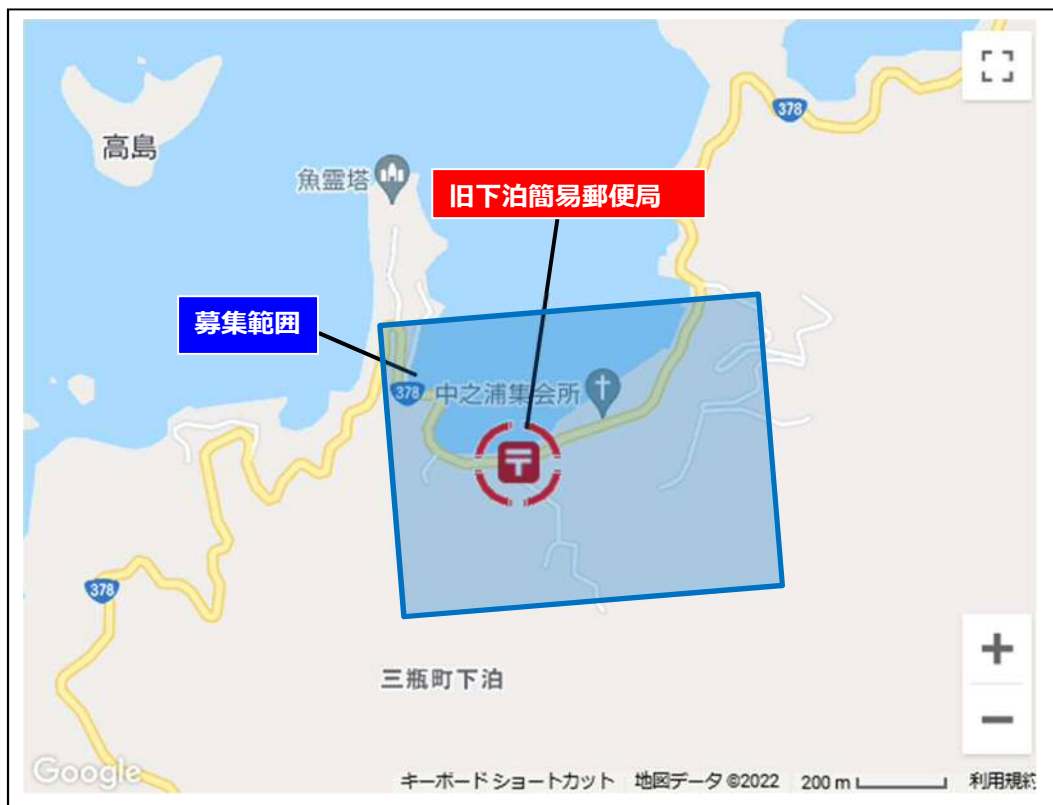 378
高島
魚霊塔
旧下泊簡易郵便局
募集範囲
378
中之浦集会所
378
三瓶町下泊
Google
キーボード ショートカット 地図データ ©2022 200 m 利用規約